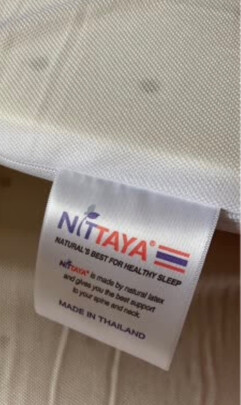 NITTAYA®
NATURAL'S BEST FOR HEALTHY SLEEP
NITTAYA® is made by natural latex
and gives you the best support
to your spine and neck.
MADE IN THAILAND